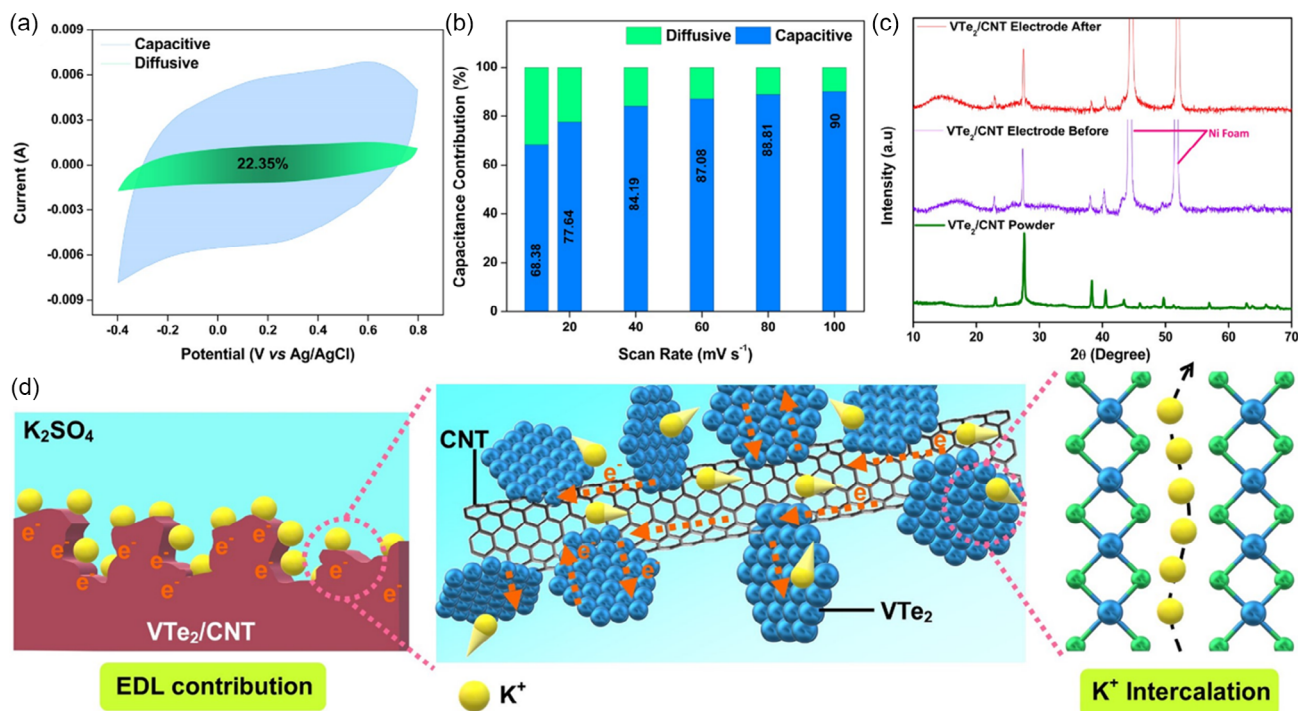 (a)
0.009
0.006
0.003
0.000
-0.003
-0.006
-0.009
Current (A)
Capacitive
Diffusive
22.35%
-0.4
-0.2
0.0
0.2
0.4
0.6
0.8
Potential (V vs Ag/AgCl)
(b)
Diffusive
Capacitive
100
80
60
40
20
0
Capacitance Contribution (%)
68.38
77.64
84.19
87.08
88.81
90
20
40
60
80
100
Scan Rate (mV s⁻¹)
(c)
VTe₂/CNT Electrode After
VTe₂/CNT Electrode Before
Ni Foam
VTe₂/CNT Powder
Intensity (a.u)
10
20
30
40
50
60
70
2θ (Degree)
(d)
K₂SO₄
e⁻
e⁻
e⁻
e⁻
e⁻
e⁻
e⁻
VTe₂/CNT
EDL contribution
CNT
e⁻
e
e
e⁻
e
VTe₂
K⁺
K⁺ Intercalation